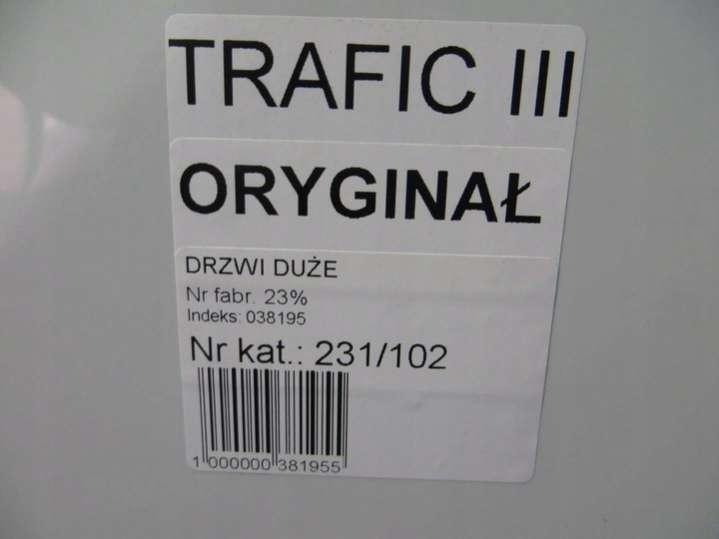 TRAFIC III
ORYGINAŁ
DRZWI DUŻE
Nr fabr. 23%
Indeks: 038195
Nr kat.: 231/102
1 000000 381955